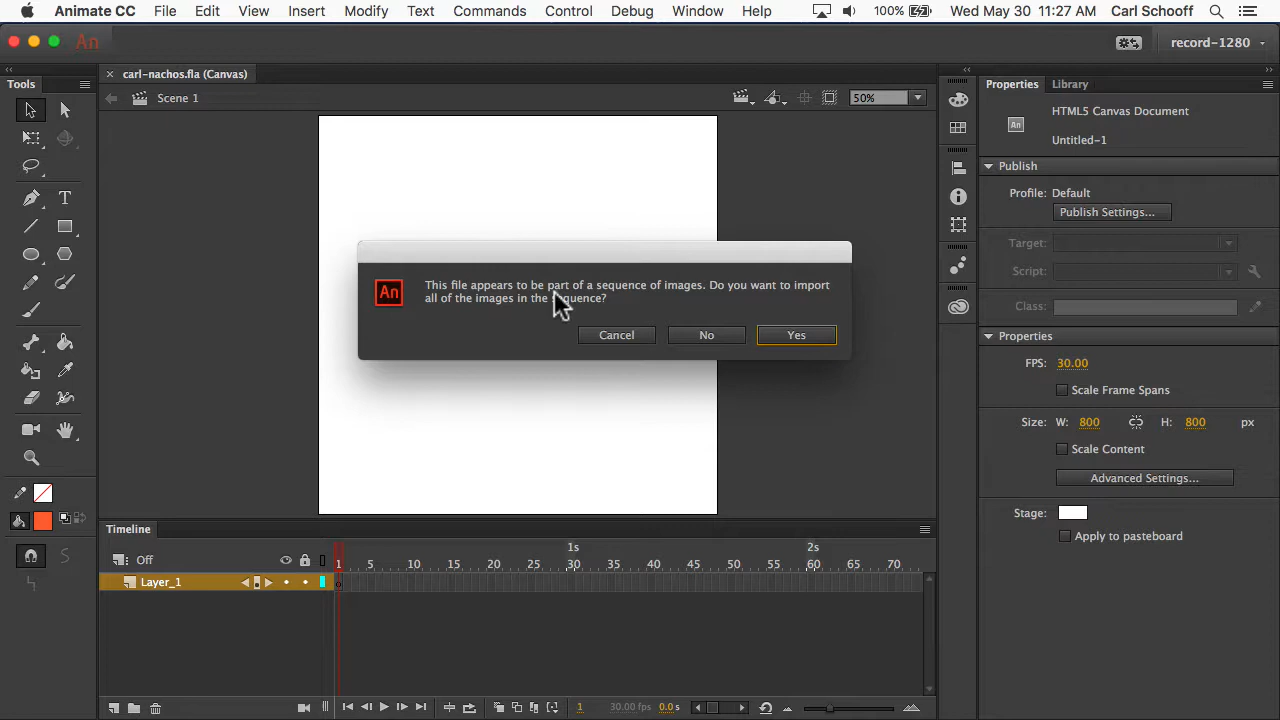 Animate CC File Edit View Insert Modify Text Commands Control Debug Window Help 100% Wed May 30 11:27 AM Carl Schooff
An record-1280
Tools
carl-nachos.fla (Canvas)
Scene 1
50%
Properties Library
HTML5 Canvas Document
An
Untitled-1
Publish
Profile: Default
Publish Settings...
Target:
Script:
Class:
Properties
FPS: 30.00
Scale Frame Spans
Size: W: 800 H: 800 px
Scale Content
Advanced Settings...
Stage:
Apply to pasteboard
An
This file appears to be part of a sequence of images. Do you want to import
all of the images in the sequence?
Cancel No Yes
Timeline
Off
1s 2s
1 5 10 15 20 25 30 35 40 45 50 55 60 65 70
Layer_1
1 30.00 fps 0.0 s